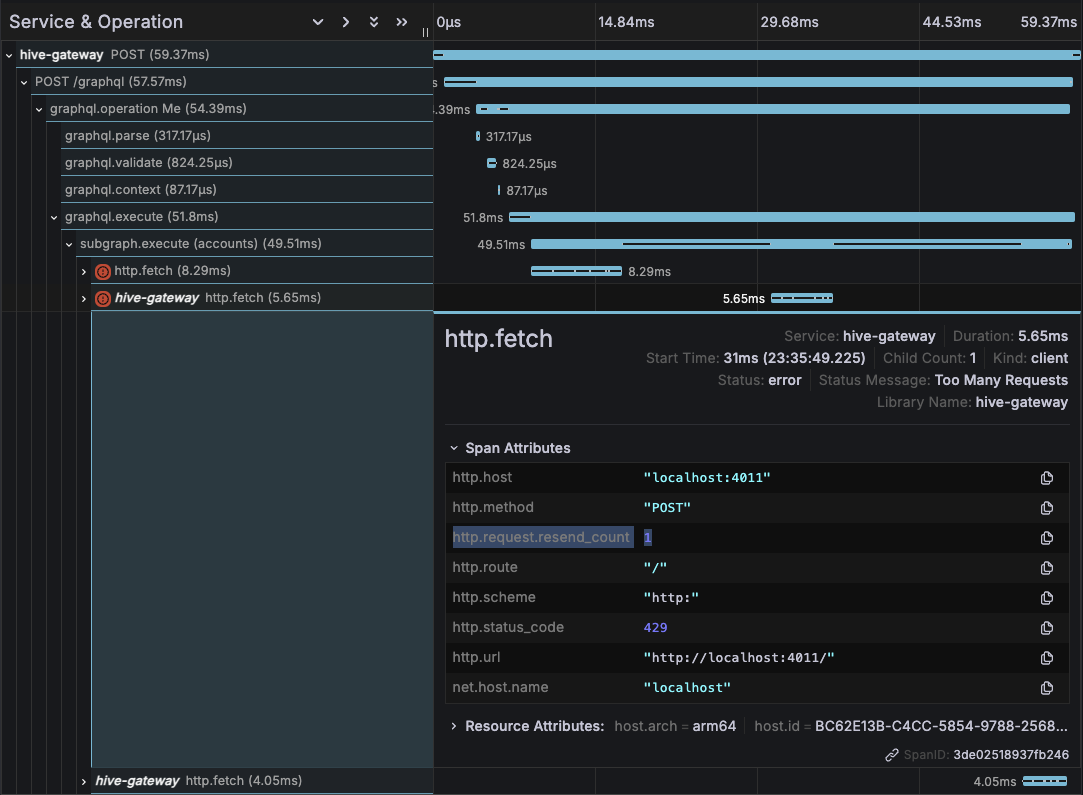 Service & Operation
0μs 14.84ms 29.68ms 44.53ms 59.37ms
hive-gateway POST (59.37ms)
POST /graphql (57.57ms) s
graphql.operation Me (54.39ms) .39ms
graphql.parse (317.17μs) 317.17μs
graphql.validate (824.25μs) 824.25μs
graphql.context (87.17μs) 87.17μs
graphql.execute (51.8ms) 51.8ms
subgraph.execute (accounts) (49.51ms) 49.51ms
http.fetch (8.29ms) 8.29ms
hive-gateway http.fetch (5.65ms) 5.65ms
http.fetch
Service: hive-gateway Duration: 5.65ms
Start Time: 31ms (23:35:49.225) Child Count: 1 Kind: client
Status: error Status Message: Too Many Requests
Library Name: hive-gateway
Span Attributes
http.host "localhost:4011"
http.method "POST"
http.request.resend_count 1
http.route "/"
http.scheme "http:"
http.status_code 429
http.url "http://localhost:4011/"
net.host.name "localhost"
Resource Attributes: host.arch = arm64 host.id = BC62E13B-C4CC-5854-9788-2568...
SpanID: 3de02518937fb246
hive-gateway http.fetch (4.05ms) 4.05ms